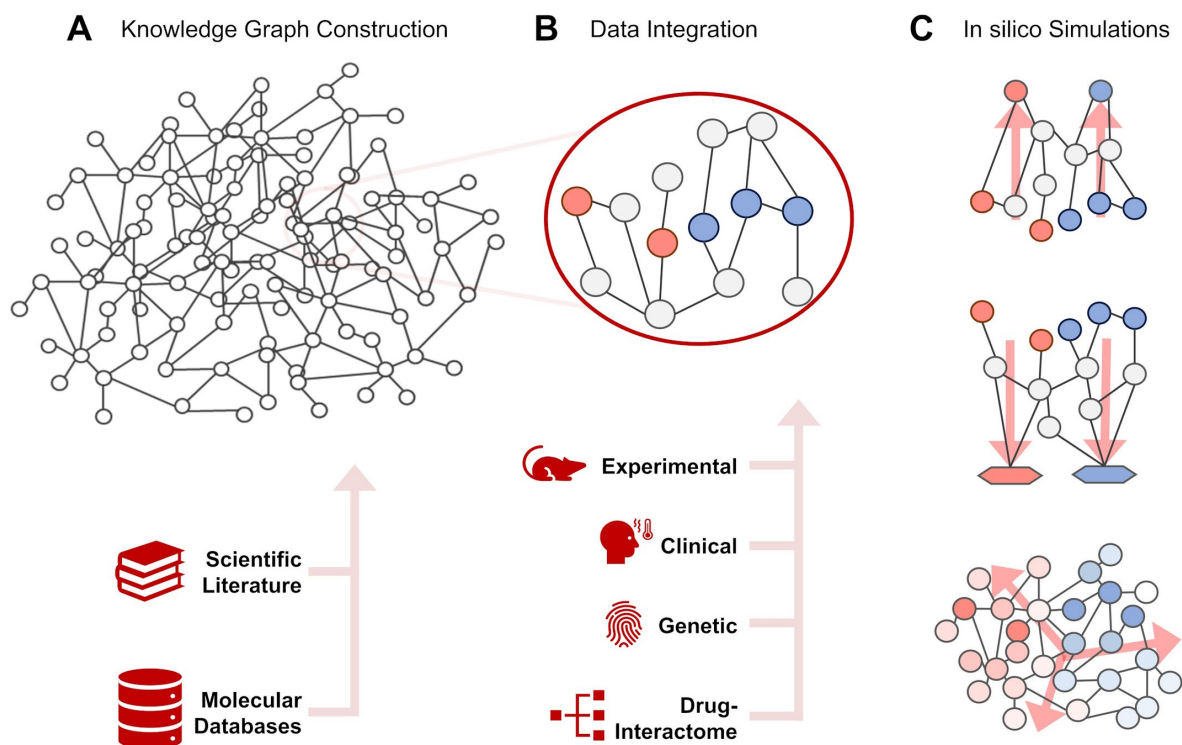 A Knowledge Graph Construction
B Data Integration
C In silico Simulations
Scientific
Literature
Molecular
Databases
Experimental
Clinical
Genetic
Drug-
Interactome